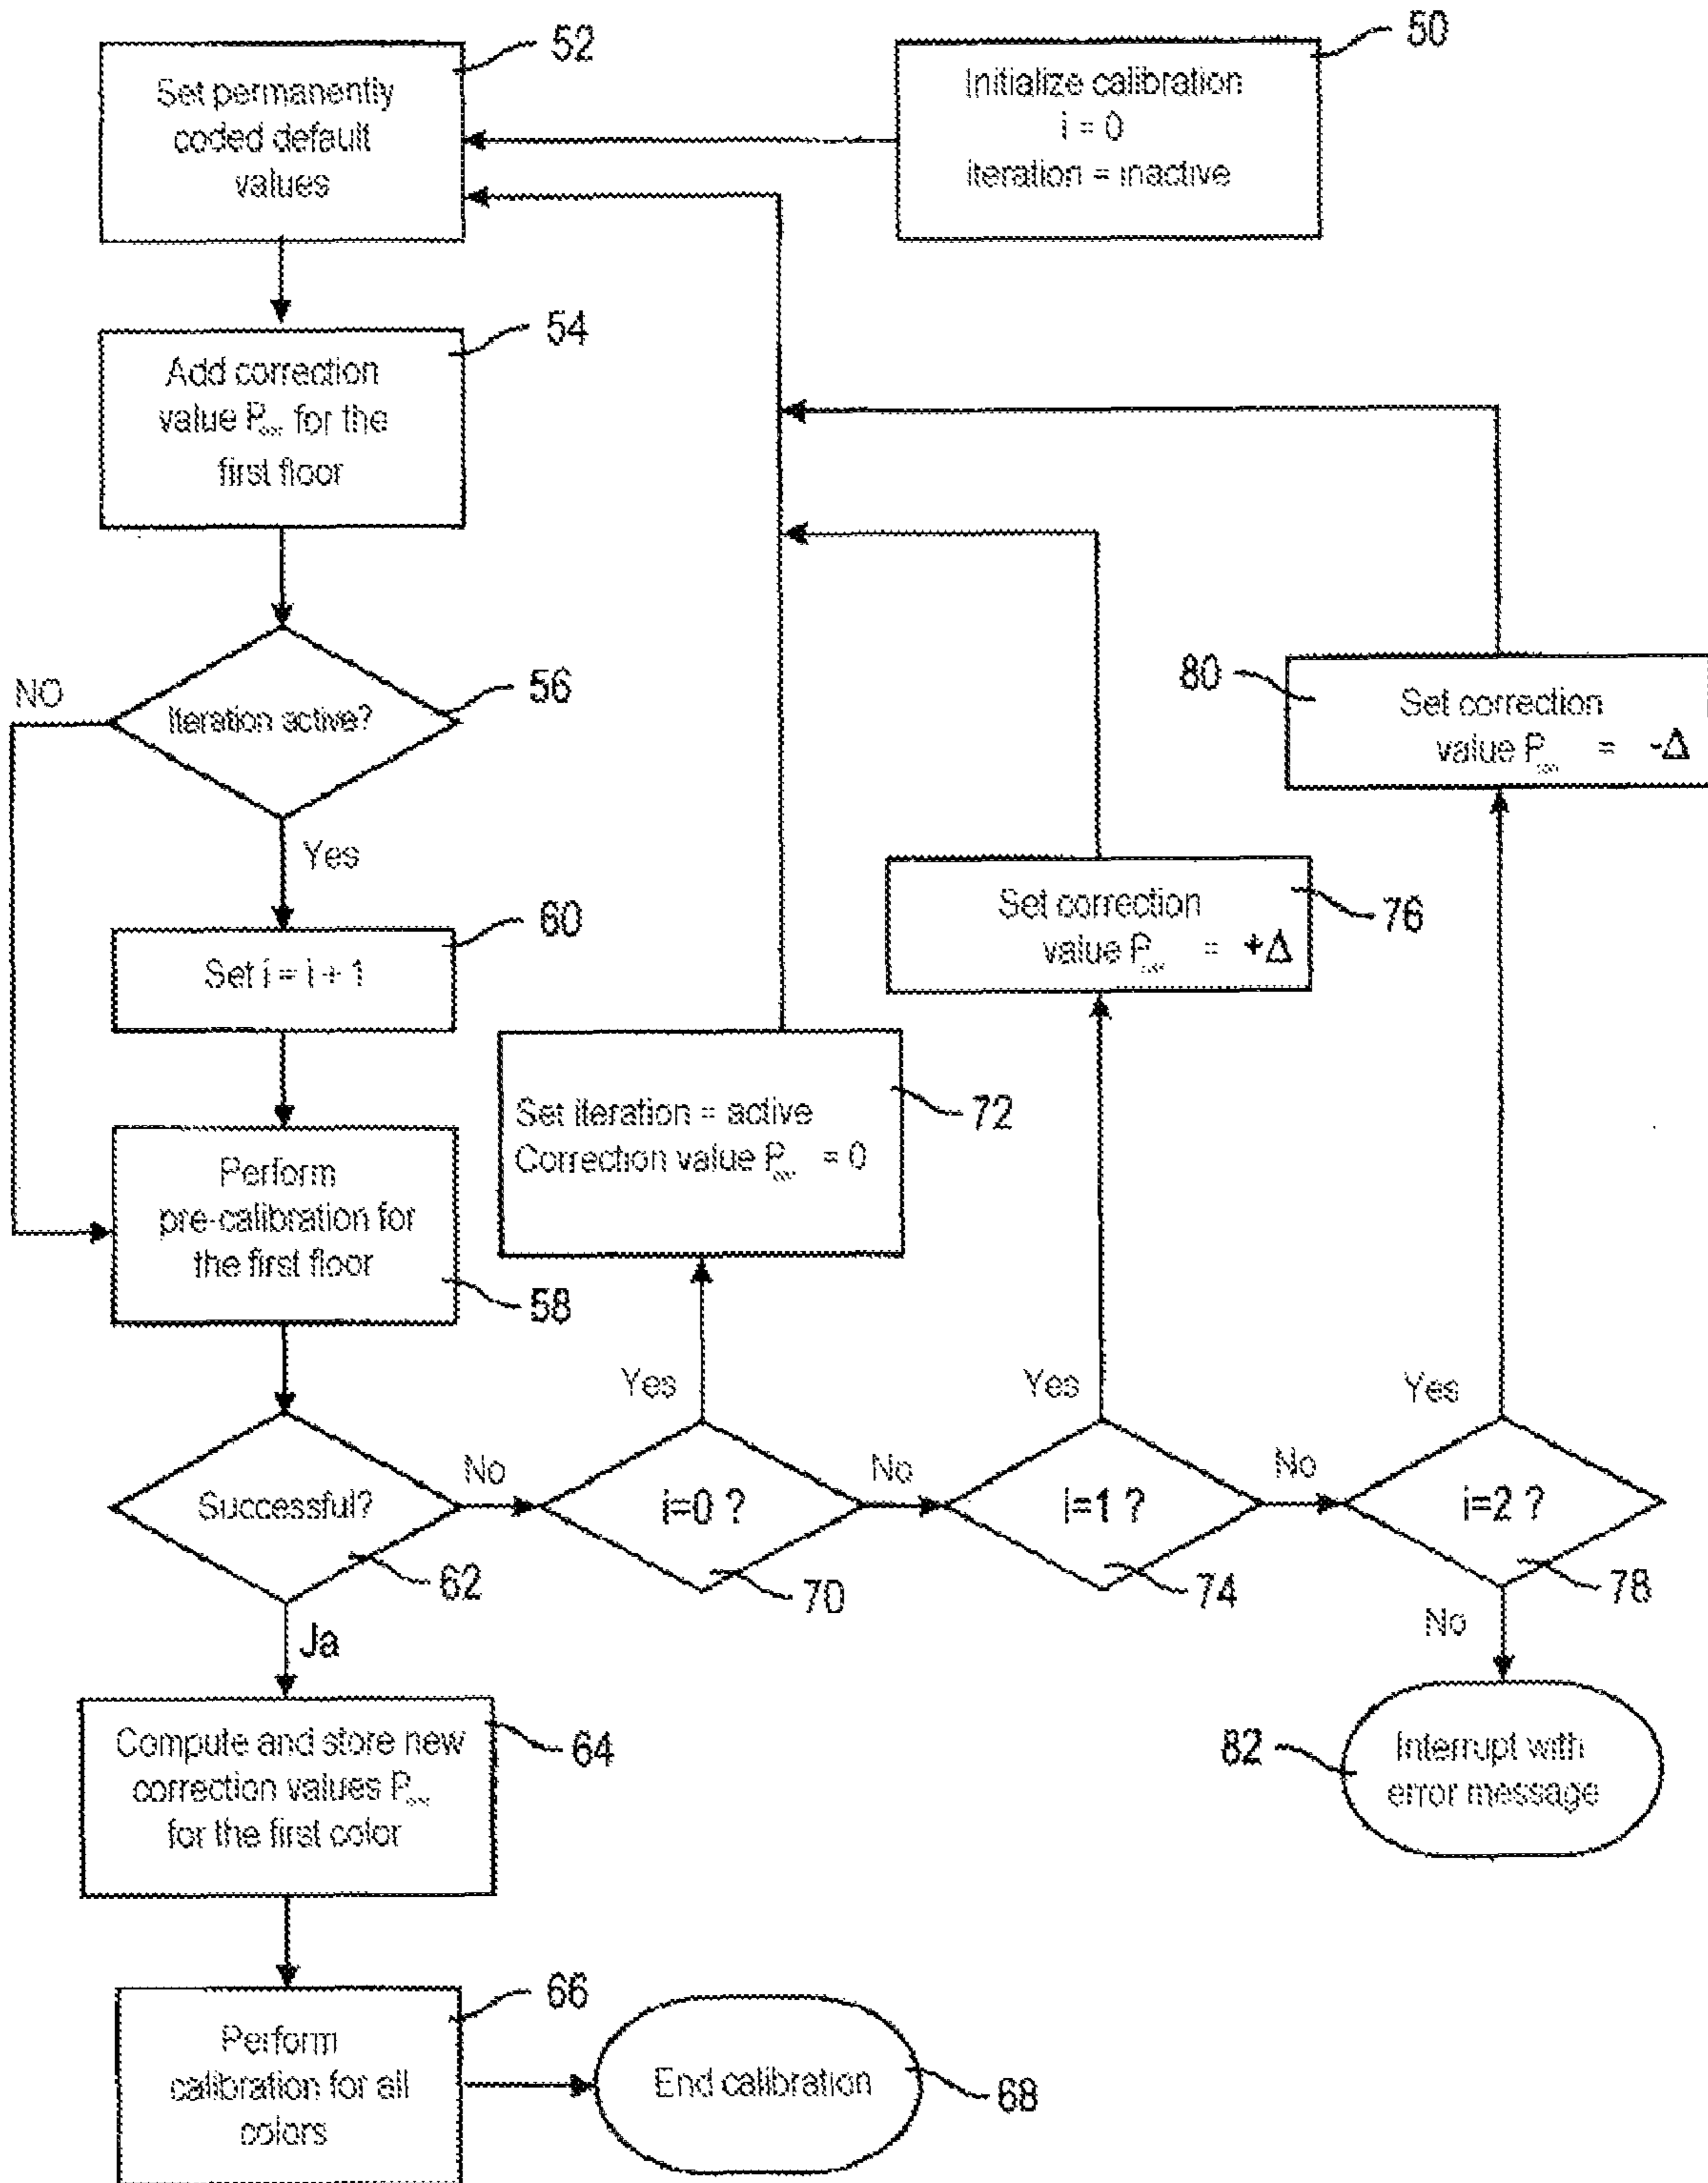 52
Set permanently
coded default
values
50
Initialize calibration
i = 0
iteration = inactive
54
Add correction
value P for the
first floor
56
NO
Iteration active?
Yes
60
Set i = i + 1
Perform
pre-calibration for
the first floor
58
80
Set correction
value P = -Δ
76
Set correction
value P = +Δ
72
Set iteration = active
Correction value P = 0
Yes
Yes
Yes
Successful?
62
No
i=0 ?
70
No
i=1 ?
74
No
i=2 ?
78
Ja
No
Compute and store new
correction values P
for the first color
64
82
Interrupt with
error message
66
Perform
calibration for all
colors
End calibration
68